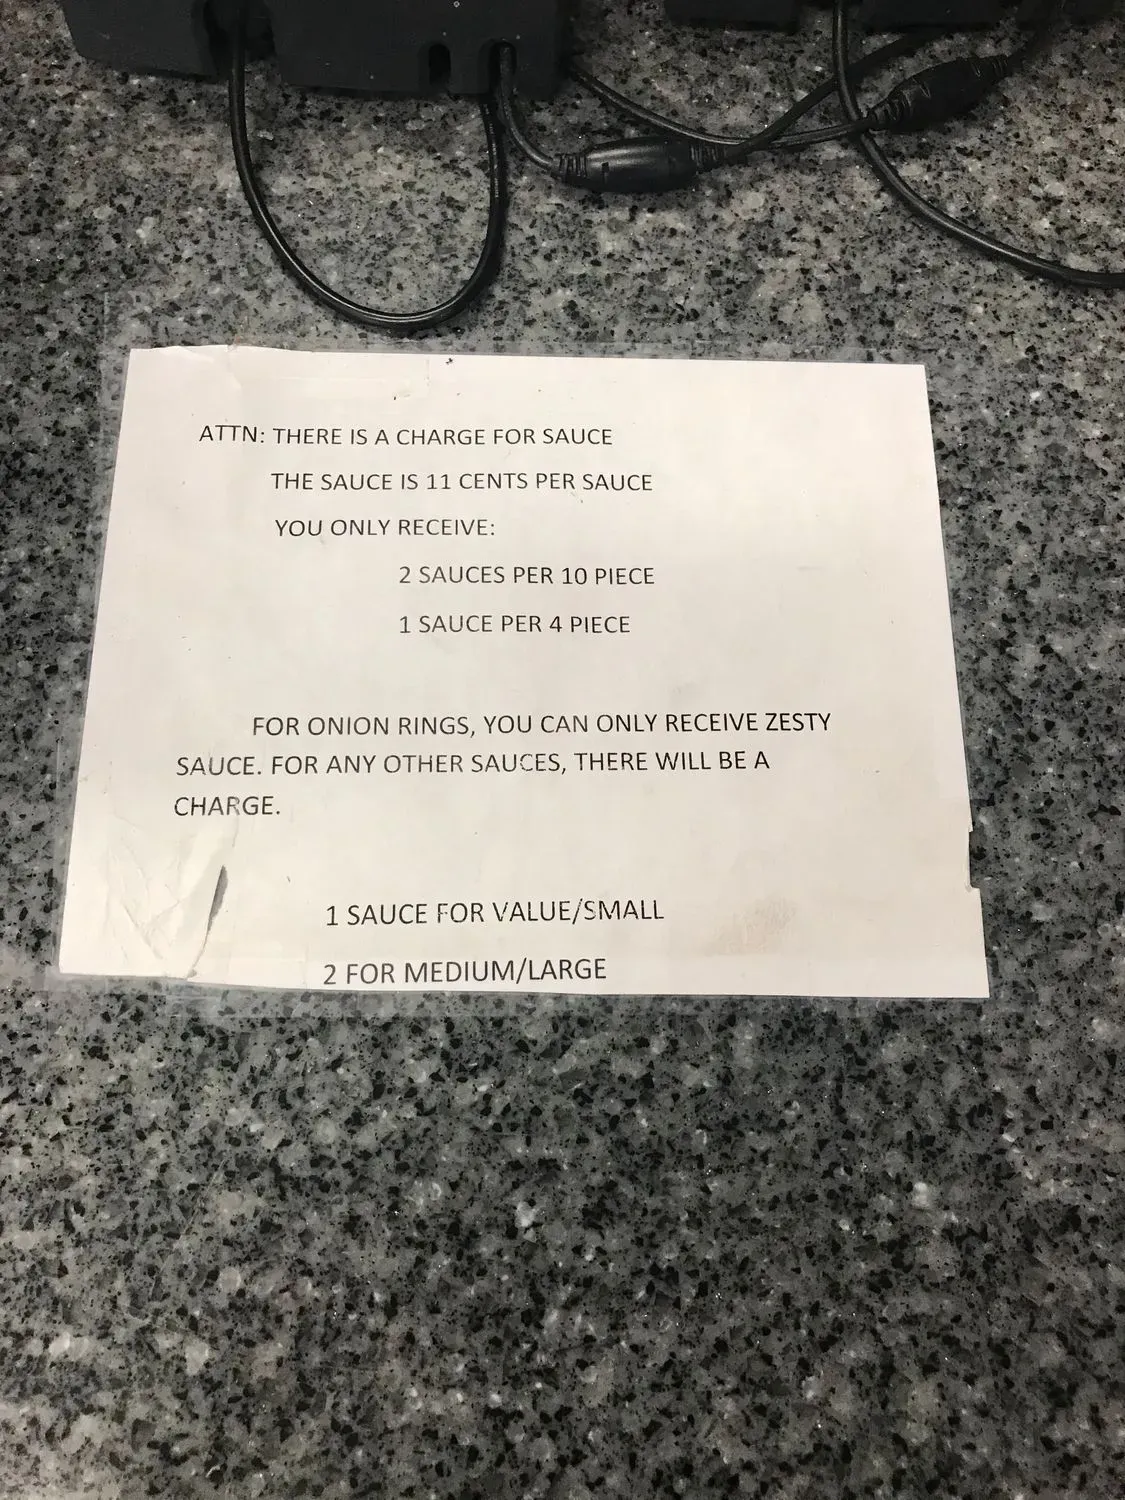 ATTN: THERE IS A CHARGE FOR SAUCE
THE SAUCE IS 11 CENTS PER SAUCE
YOU ONLY RECEIVE:
2 SAUCES PER 10 PIECE
1 SAUCE PER 4 PIECE
FOR ONION RINGS, YOU CAN ONLY RECEIVE ZESTY
SAUCE. FOR ANY OTHER SAUCES, THERE WILL BE A
CHARGE.
1 SAUCE FOR VALUE/SMALL
2 FOR MEDIUM/LARGE